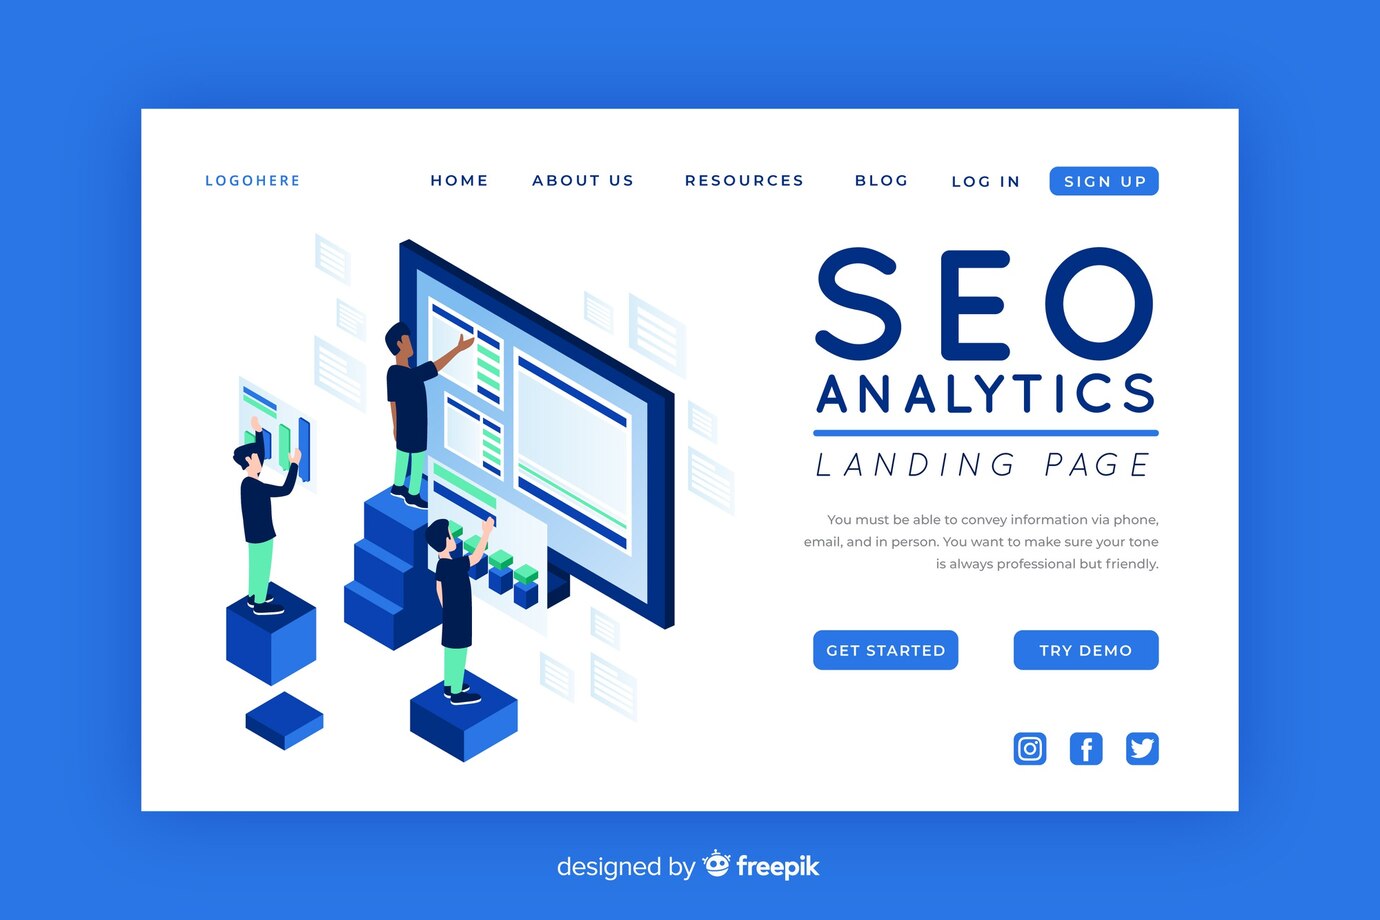 LOGOHERE
HOME
ABOUT US
RESOURCES
BLOG
LOG IN
SIGN UP
SEO
ANALYTICS
LANDING PAGE
You must be able to convey information via phone,
email, and in person. You want to make sure your tone
is always professional but friendly.
GET STARTED
TRY DEMO
designed by freepik